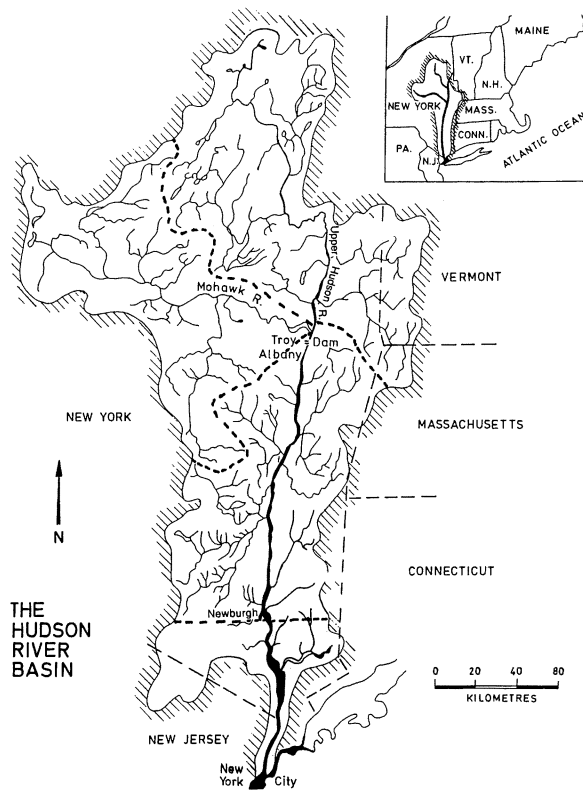 MAINE
VT.
N.H.
NEW YORK
MASS.
CONN.
PA.
N.J.
ATLANTIC OCEAN
Upper Hudson R.
Mohawk R.
VERMONT
Troy Dam
Albany
NEW YORK
MASSACHUSETTS
N
CONNECTICUT
Newburgh
THE
HUDSON
RIVER
BASIN
0 20 40 60 80
KILOMETRES
NEW JERSEY
New
York City